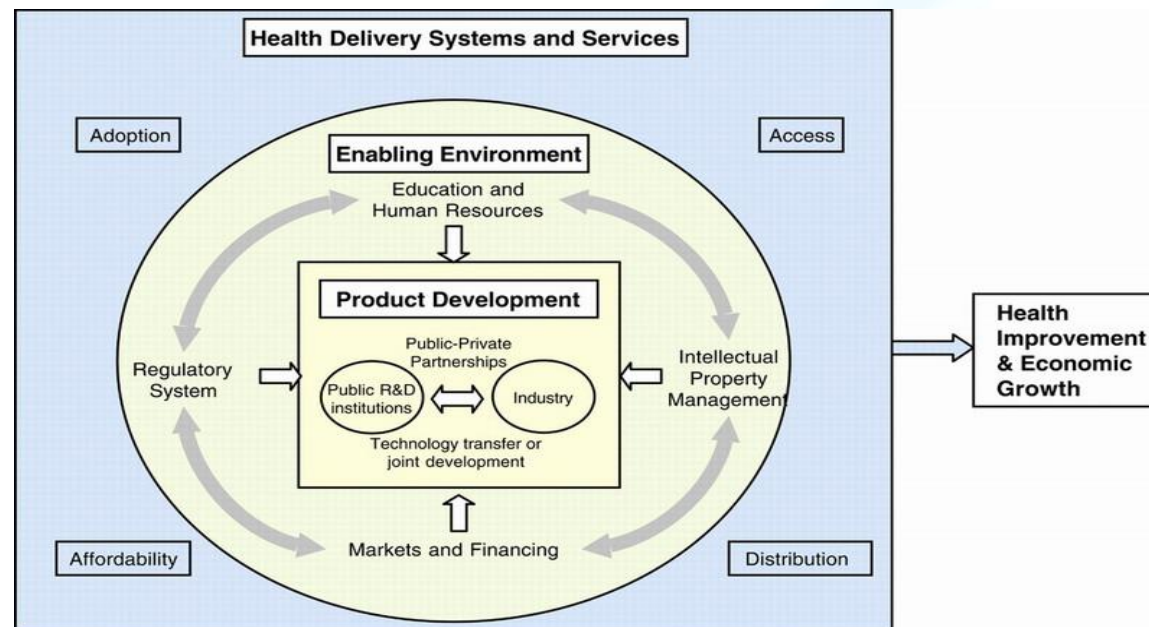 Health Delivery Systems and Services
Adoption
Access
Enabling Environment
Education and
Human Resources
Product Development
Public-Private
Partnerships
Regulatory
System
Public R&D
institutions
Industry
Intellectual
Property
Management
Technology transfer or
joint development
Markets and Financing
Affordability
Distribution
Health
Improvement
& Economic
Growth